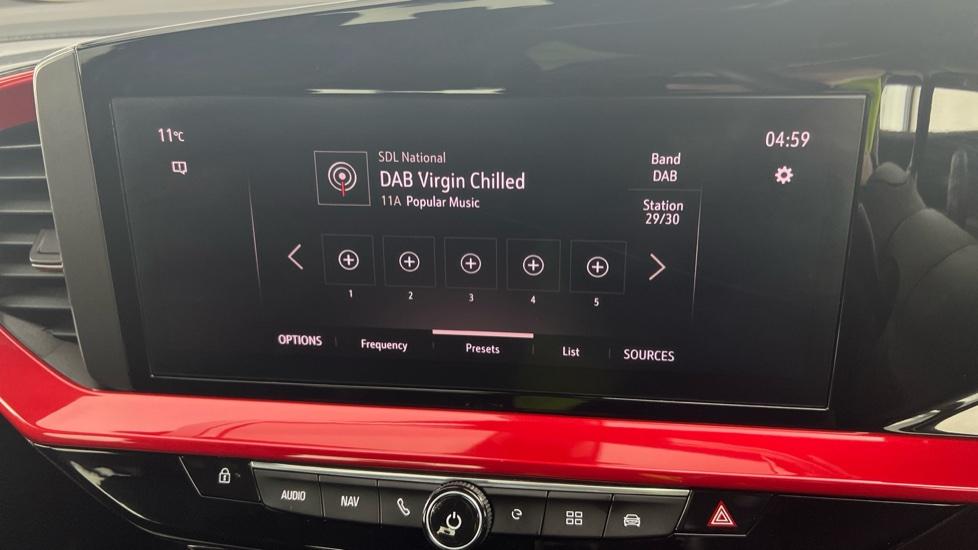 11°C
04:59
SDL National
DAB Virgin Chilled
11A Popular Music
Band
DAB
Station
29/30
1 2 3 4 5
OPTIONS Frequency Presets List SOURCES
AUDIO NAV